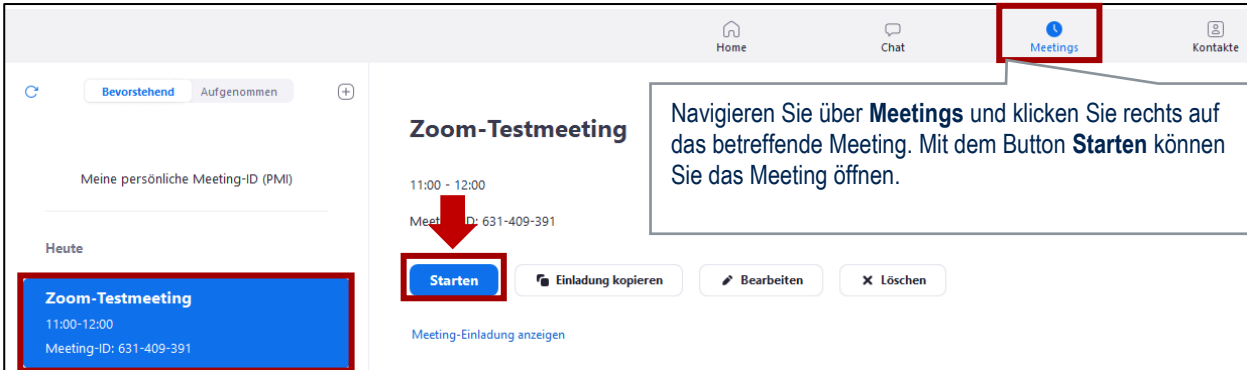 Home
Chat
Meetings
Kontakte
Bevorstehend
Aufgenommen
Navigieren Sie über Meetings und klicken Sie rechts auf
das betreffende Meeting. Mit dem Button Starten können
Sie das Meeting öffnen.
Meine persönliche Meeting-ID (PMI)
Heute
Zoom-Testmeeting
11:00-12:00
Meeting-ID: 631-409-391
Zoom-Testmeeting
11:00 - 12:00
D: 631-409-391
Starten
Einladung kopieren
Bearbeiten
Löschen
Meeting-Einladung anzeigen